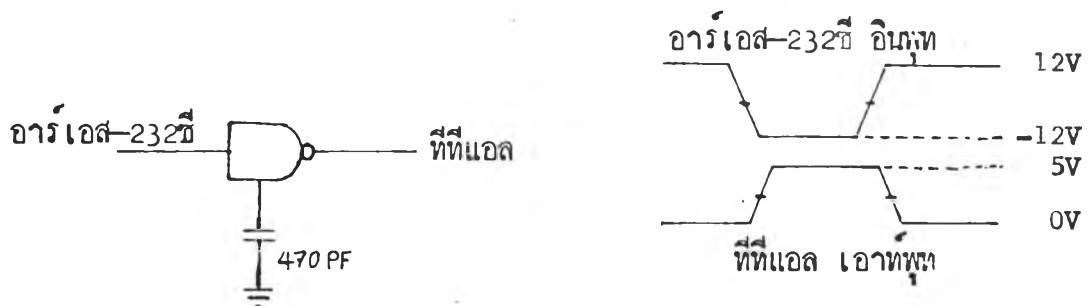 อาร์เอส-232ซี อินพุท
12V
อาร์เอส-232ซี
ทีทีแอล
-12V
5V
0V
470 PF
ทีทีแอล เอาท์พุท